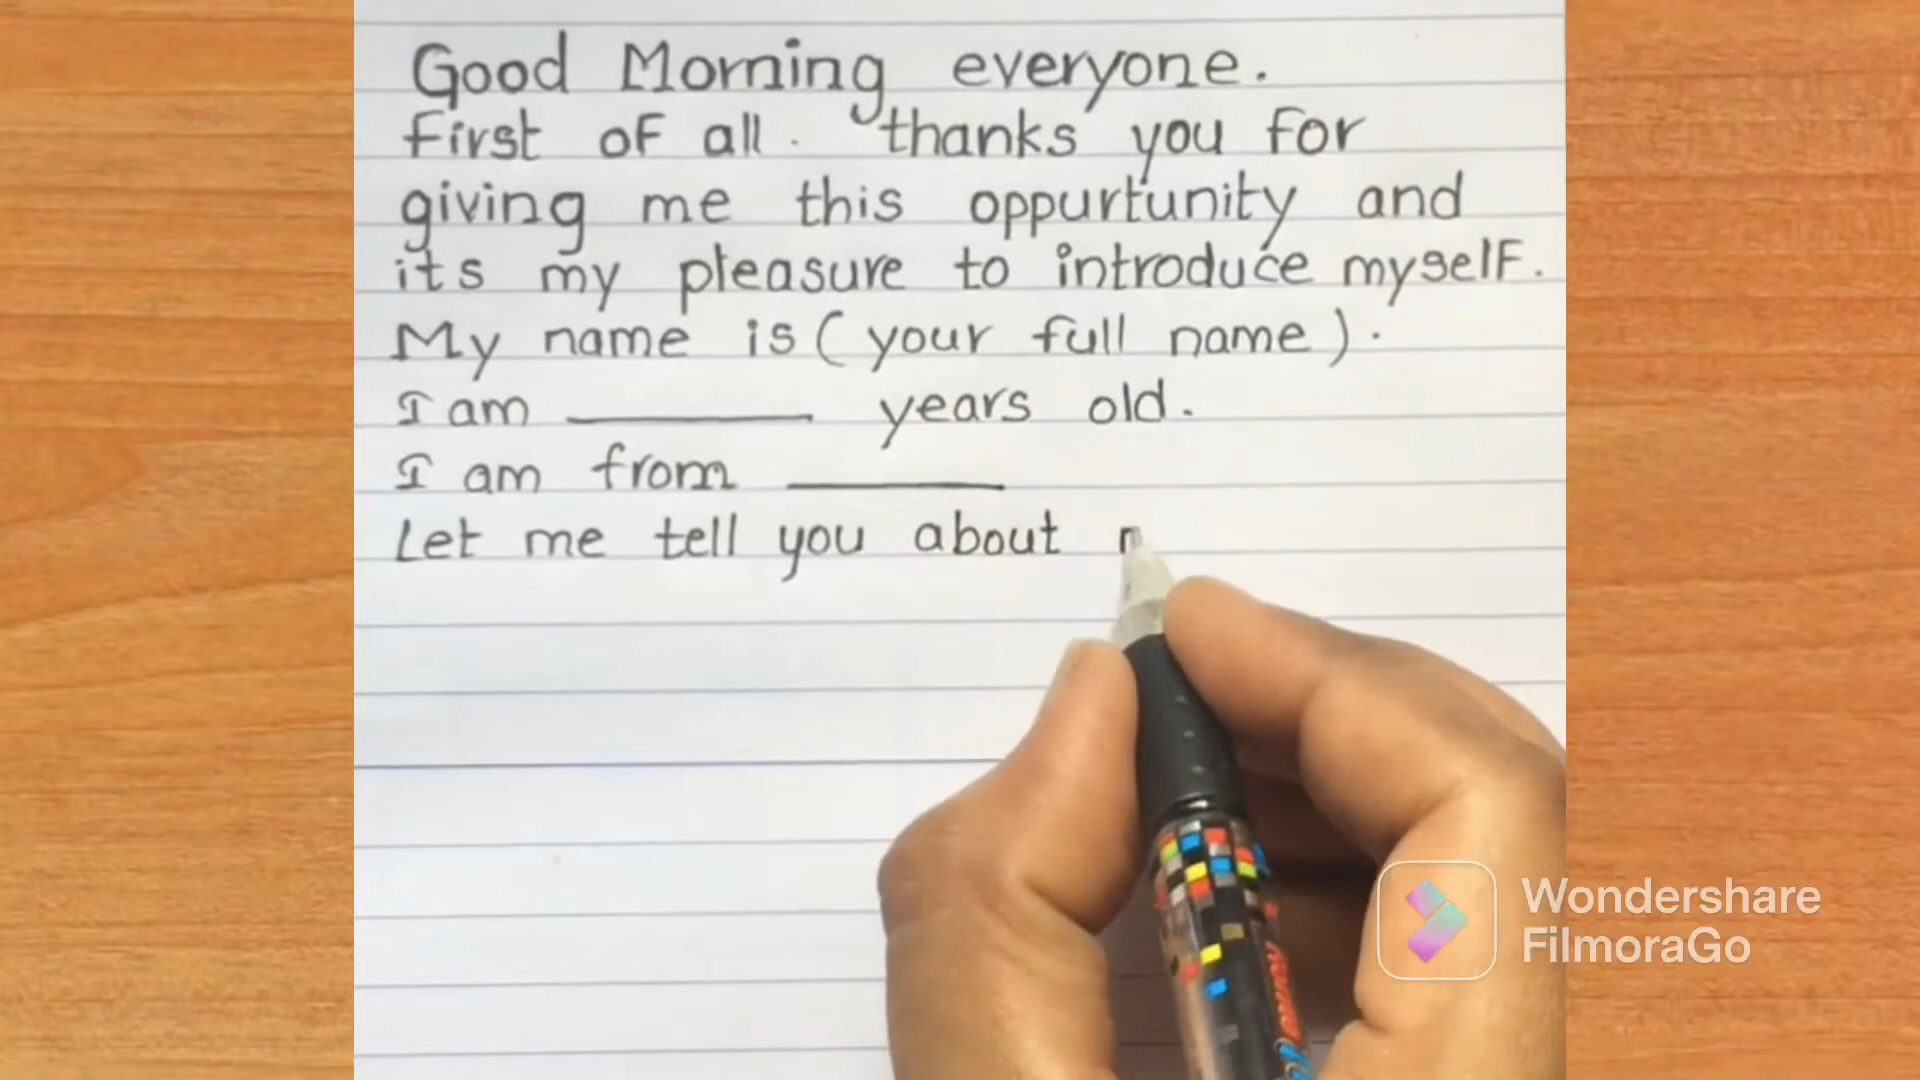 Good Morning everyone.
First of all. thanks you for
giving me this oppurtunity and
its my pleasure to introduce myself.
My name is (your full name).
I am ________ years old.
I am from ________
Let me tell you about
Wondershare
FilmoraGo